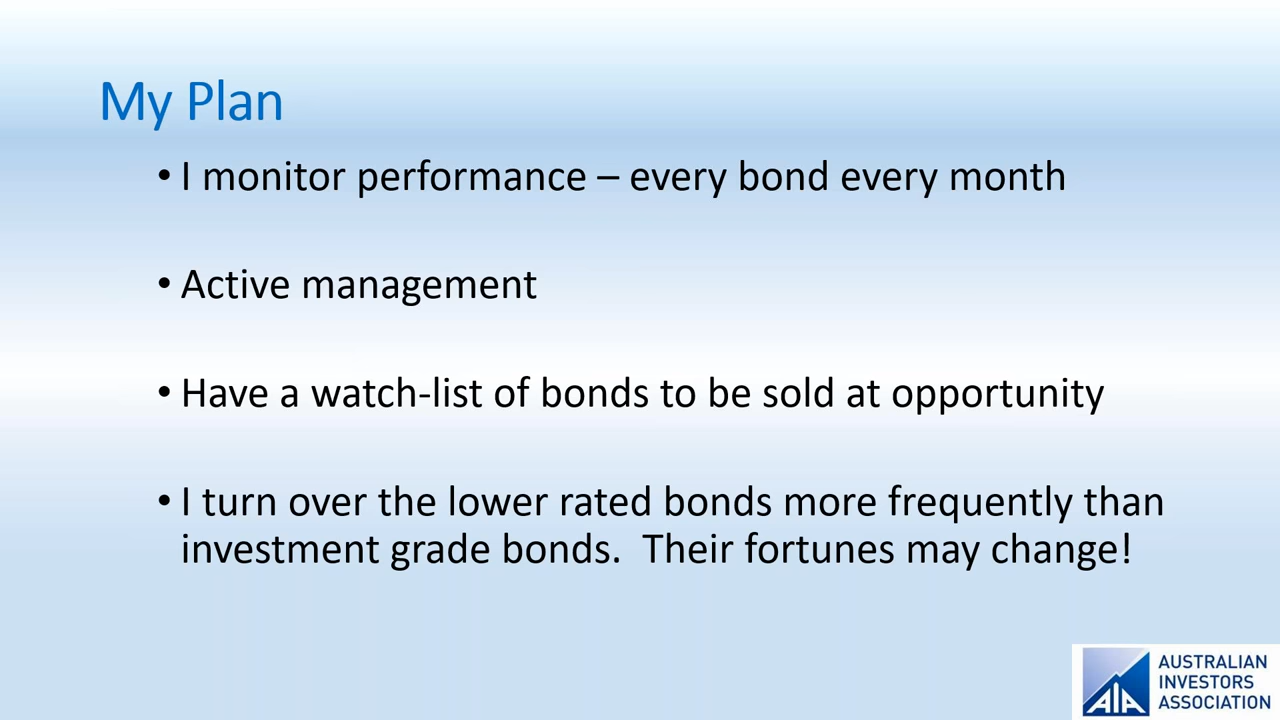 My Plan
• I monitor performance – every bond every month
• Active management
• Have a watch-list of bonds to be sold at opportunity
• I turn over the lower rated bonds more frequently than
investment grade bonds.  Their fortunes may change!
AIA
AUSTRALIAN
INVESTORS
ASSOCIATION